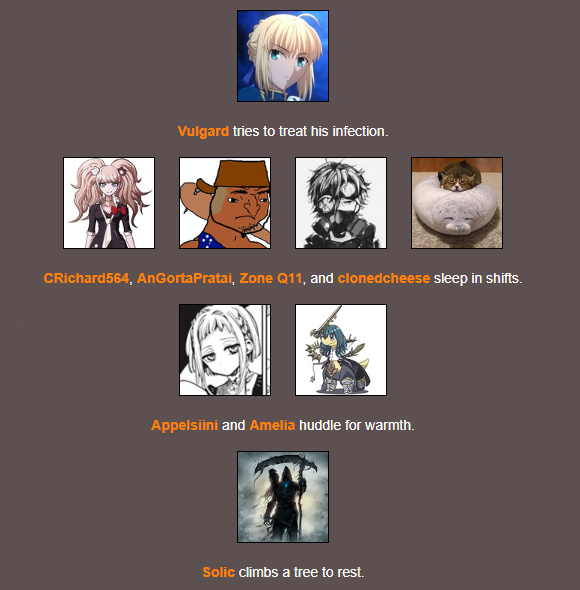 Vulgard tries to treat his infection.
CRichard564, AnGortaPratai, Zone Q11, and clonedcheese sleep in shifts.
Appelsiini and Amelia huddle for warmth.
Solic climbs a tree to rest.